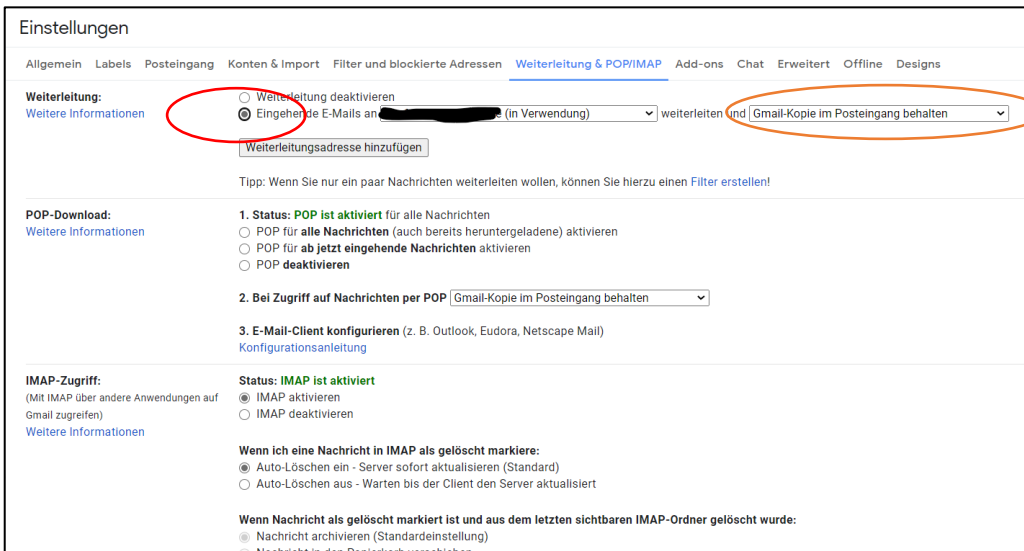 Einstellungen
Allgemein Labels Posteingang Konten & Import Filter und blockierte Adressen Weiterleitung & POP/IMAP Add-ons Chat Erweitert Offline Designs
Weiterleitung: Weiterleitung deaktivieren
Weitere Informationen Eingehende E-Mails an (in Verwendung) weiterleiten und Gmail-Kopie im Posteingang behalten
Weiterleitungsadresse hinzufügen
Tipp: Wenn Sie nur ein paar Nachrichten weiterleiten wollen, können Sie hierzu einen Filter erstellen!
POP-Download: 1. Status: POP ist aktiviert für alle Nachrichten
Weitere Informationen POP für alle Nachrichten (auch bereits heruntergeladene) aktivieren
POP für ab jetzt eingehende Nachrichten aktivieren
POP deaktivieren
2. Bei Zugriff auf Nachrichten per POP Gmail-Kopie im Posteingang behalten
3. E-Mail-Client konfigurieren (z. B. Outlook, Eudora, Netscape Mail)
Konfigurationsanleitung
IMAP-Zugriff: Status: IMAP ist aktiviert
(Mit IMAP über andere Anwendungen auf IMAP aktivieren
Gmail zugreifen) IMAP deaktivieren
Weitere Informationen
Wenn ich eine Nachricht in IMAP als gelöscht markiere:
Auto-Löschen ein - Server sofort aktualisieren (Standard)
Auto-Löschen aus - Warten bis der Client den Server aktualisiert
Wenn Nachricht als gelöscht markiert ist und aus dem letzten sichtbaren IMAP-Ordner gelöscht wurde:
Nachricht archivieren (Standardeinstellung)